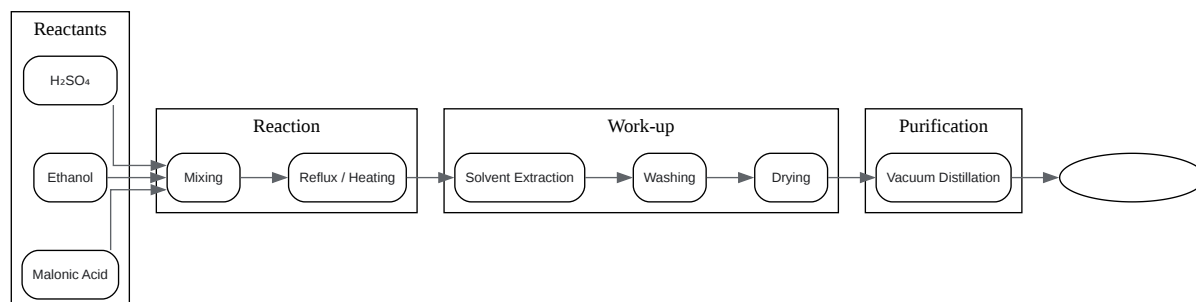 Reactants
H₂SO₄
Ethanol
Malonic Acid
Reaction
Mixing
Reflux / Heating
Work-up
Solvent Extraction
Washing
Drying
Purification
Vacuum Distillation